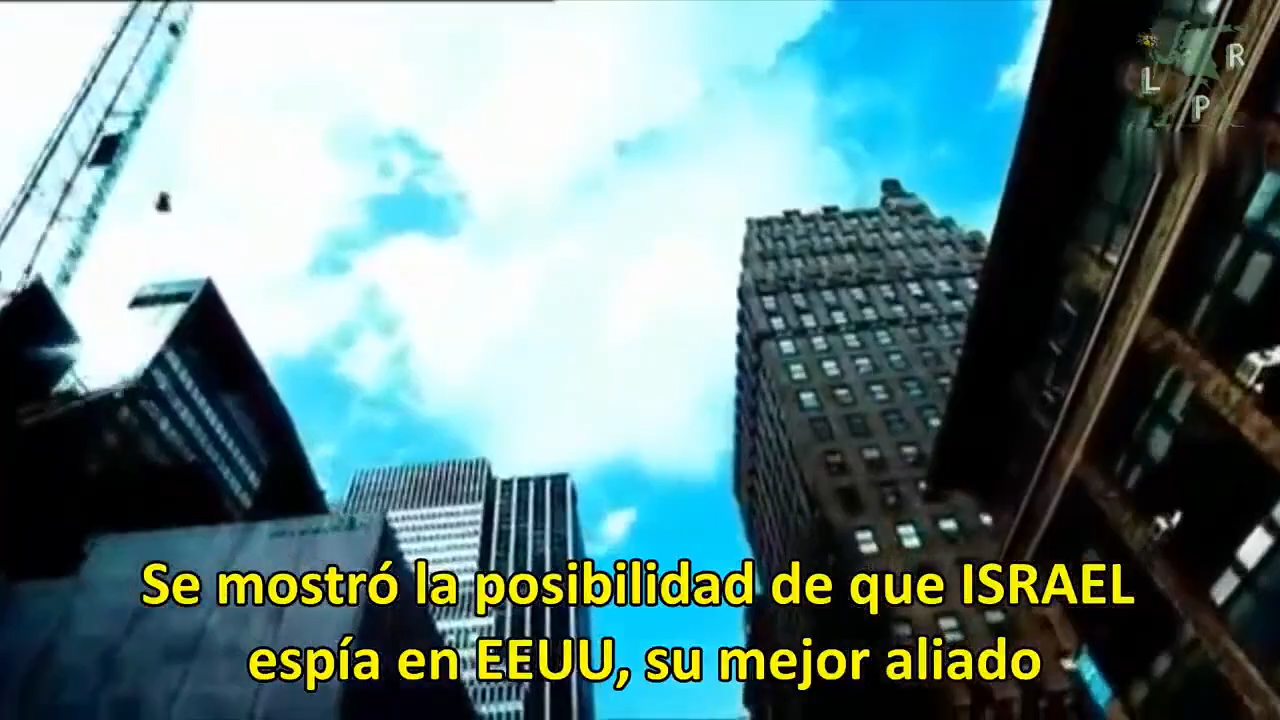 L R
P
Se mostró la posibilidad de que ISRAEL
espía en EEUU, su mejor aliado